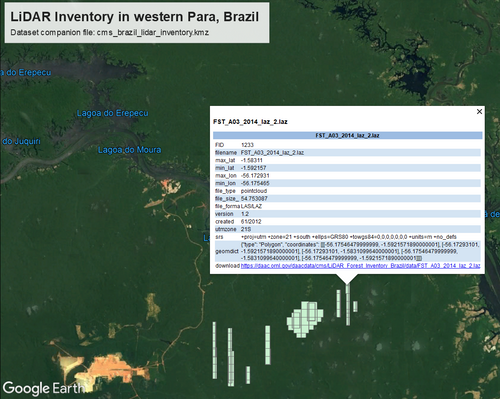 LiDAR Inventory in western Para, Brazil
Dataset companion file: cms_brazil_lidar_inventory.kmz
Lagoa do Erepecu
Lagoa do Erepecu
do Juquiri
Lagoa do Moura
FST_A03_2014_laz_2.laz
FST_A03_2014_laz_2.laz
FID 1233
filename FST_A03_2014_laz_2.laz
max_lat -1.58311
min_lat -1.592157
max_lon -56.172931
min_lon -56.175465
file_type pointcloud
file_size_ 54.753087
file_forma LAS/LAZ
version 1.2
created 61/2012
utmzone 21S
srs +proj=utm +zone=21 +south +ellps=GRS80 +towgs84=0,0,0,0,0,0,0 +units=m +no_defs
{"type": "Polygon", "coordinates": [[[-56.17546479999999, -1.5921571890000001], [-56.17293101,
geomdict -1.5921571890000001], [-56.17293101, -1.5831099640000001], [-56.17546479999999,
-1.5831099640000001], [-56.17546479999999, -1.5921571890000001]]]}
download https://daac.ornl.gov/daacdata/cms/LiDAR_Forest_Inventory_Brazil/data/FST_A03_2014_laz_2.laz
Google Earth